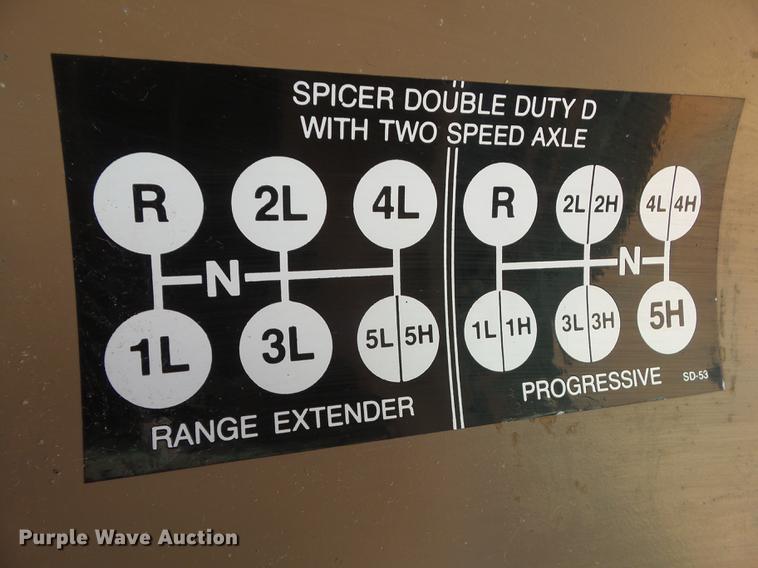 SPICER DOUBLE DUTY D
WITH TWO SPEED AXLE
R 2L 4L
N
1L 3L 5L 5H
RANGE EXTENDER
R 2L 2H 4L 4H
N
1L 1H 3L 3H 5H
PROGRESSIVE
SD-53
Purple Wave Auction